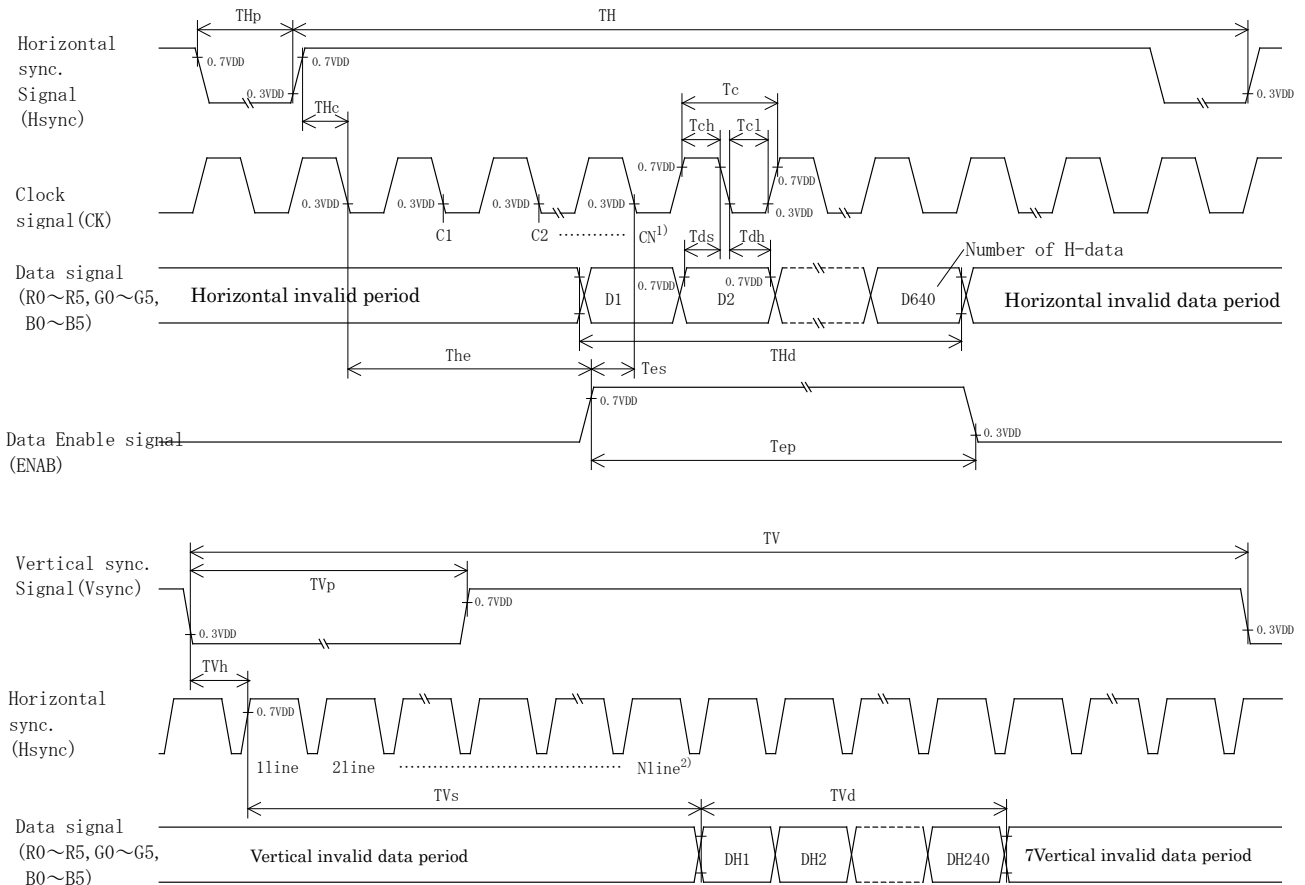 THp
TH
Horizontal
sync.
Signal
(Hsync)
0.7VDD
0.7VDD
0.3VDD
0.3VDD
THc
Tc
Tch
Tcl
Clock
signal(CK)
0.7VDD
0.7VDD
0.3VDD
0.3VDD
0.3VDD
0.3VDD
0.3VDD
C1
C2 ··········· CN¹⁾
Tds
Tdh
Number of H-data
Data signal
(R0～R5,G0～G5,
B0～B5)
Horizontal invalid period
D1
0.7VDD
D2
0.7VDD
D640
Horizontal invalid data period
The
Tes
THd
0.7VDD
0.3VDD
Data Enable signal
(ENAB)
Tep
TV
Vertical sync.
Signal(Vsync)
TVp
0.7VDD
0.3VDD
0.3VDD
TVh
Horizontal
sync.
(Hsync)
0.7VDD
1line 2line ····································· Nline²⁾
TVs
TVd
Data signal
(R0～R5,G0～G5,
B0～B5)
Vertical invalid data period
DH1
DH2
DH240
7Vertical invalid data period